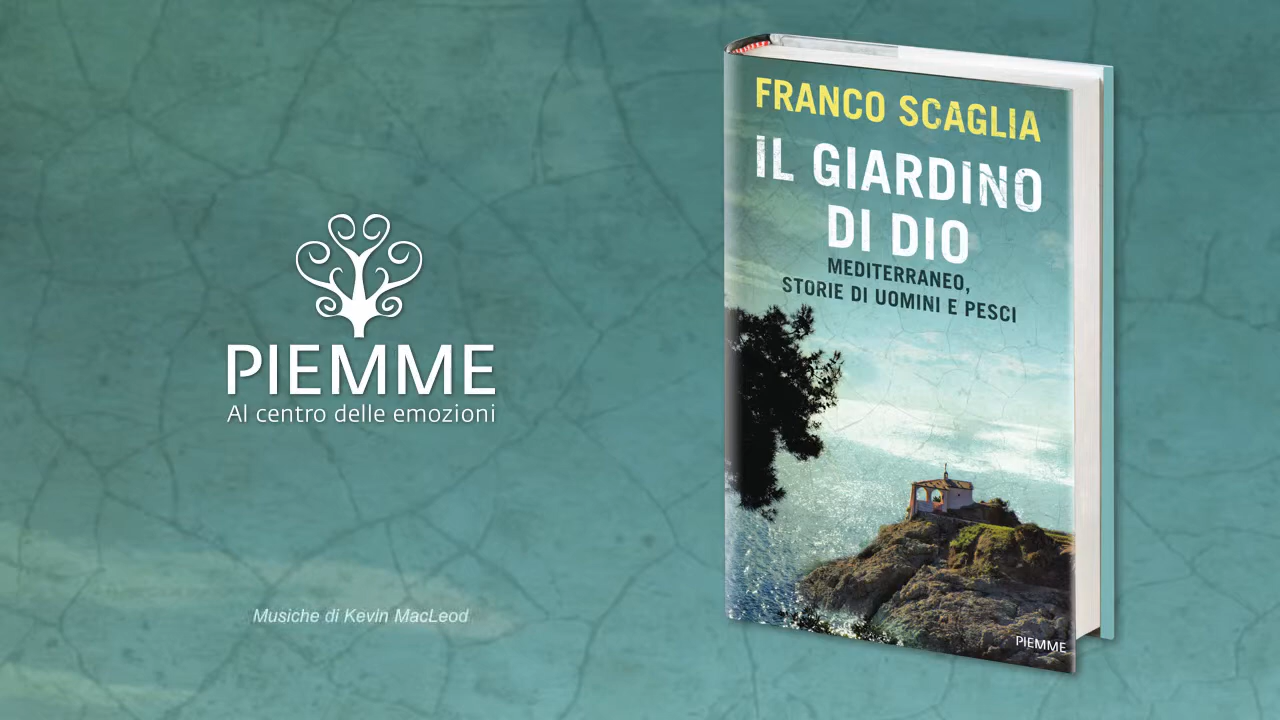 PIEMME
Al centro delle emozioni
Musiche di Kevin MacLeod
FRANCO SCAGLIA
IL GIARDINO
DI DIO
MEDITERRANEO,
STORIE DI UOMINI E PESCI
PIEMME